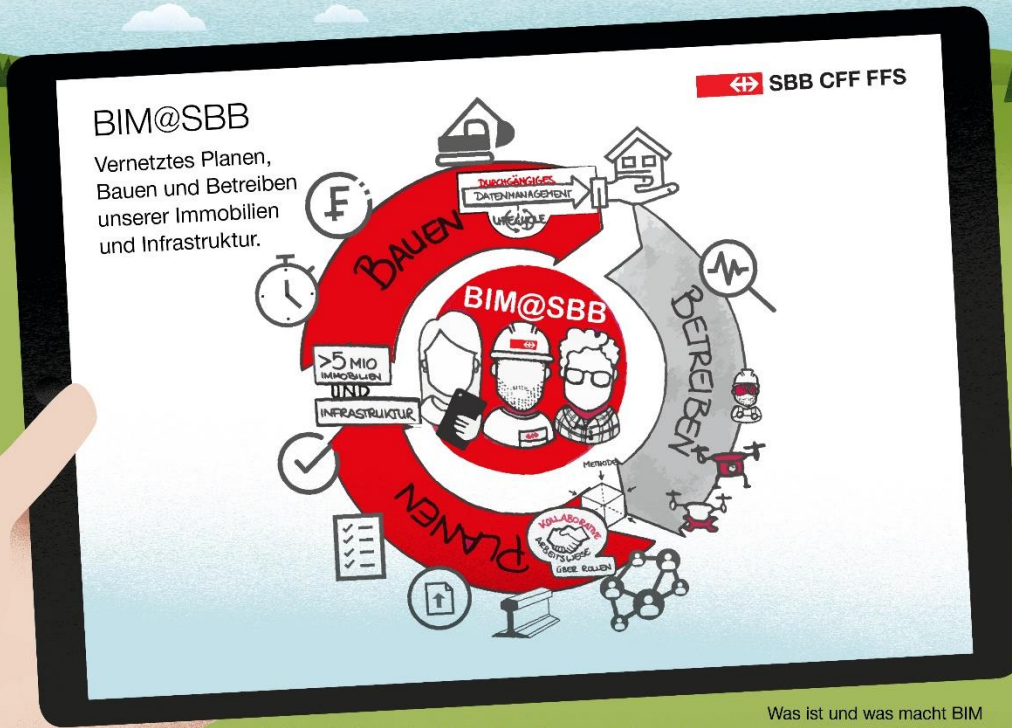 BIM@SBB
Vernetztes Planen,
Bauen und Betreiben
unserer Immobilien
und Infrastruktur.
SBB CFF FFS
DURCHGÄNGIGES
DATENMANAGEMENT
BAUEN
BIM@SBB
BETREIBEN
>5 MIO
IMMOBILIEN
UND
INFRASTRUKTUR
PLANEN
METHODE
KOLLABORATIVE
ARBEITSWEISE
ÜBER ROLLEN
Was ist und was macht BIM